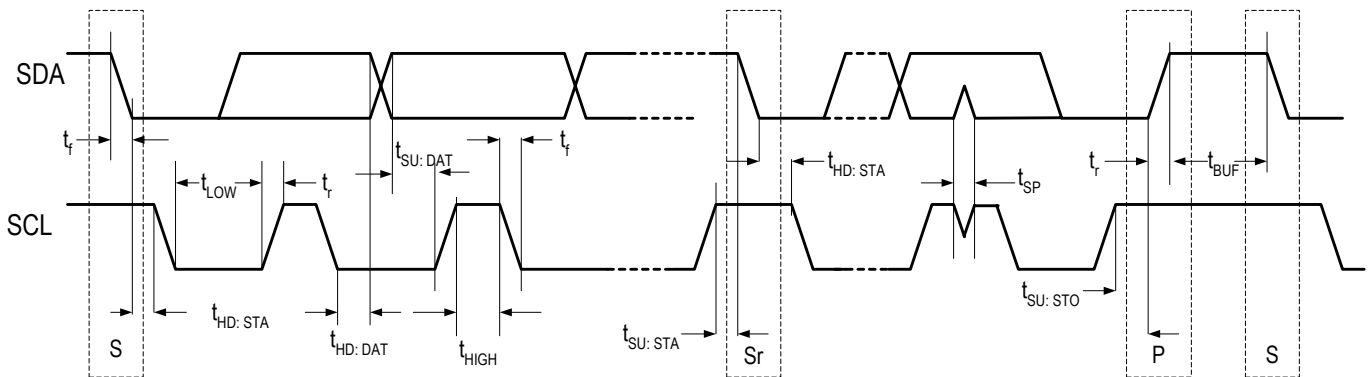 SDA
t_f
t_SU: DAT
t_f
t_HD: STA
t_r
t_BUF
t_LOW
t_r
t_SP
SCL
t_HD: STA
t_HD: DAT
t_HIGH
t_SU: STA
t_SU: STO
S
Sr
P
S